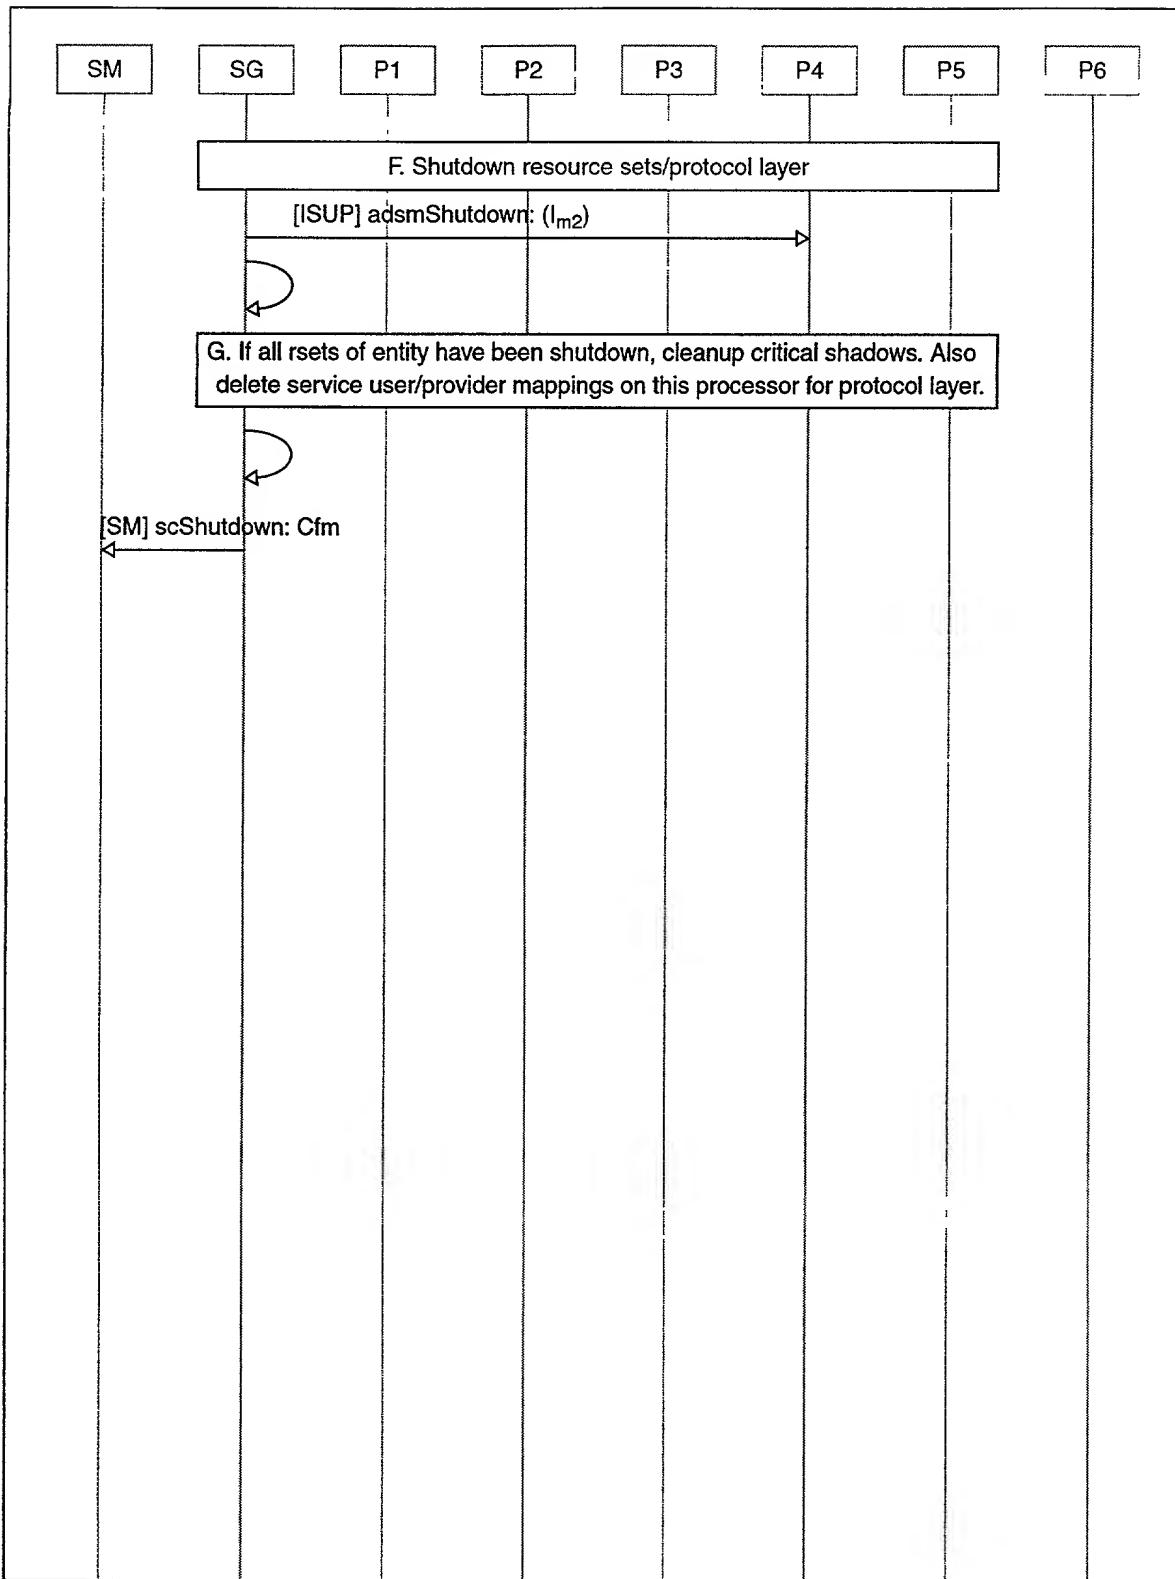 SM SG P1 P2 P3 P4 P5 P6
F. Shutdown resource sets/protocol layer
[ISUP] adsmShutdown: (Im2)
G. If all rsets of entity have been shutdown, cleanup critical shadows. Also
delete service user/provider mappings on this processor for protocol layer.
[SM] scShutdown: Cfm